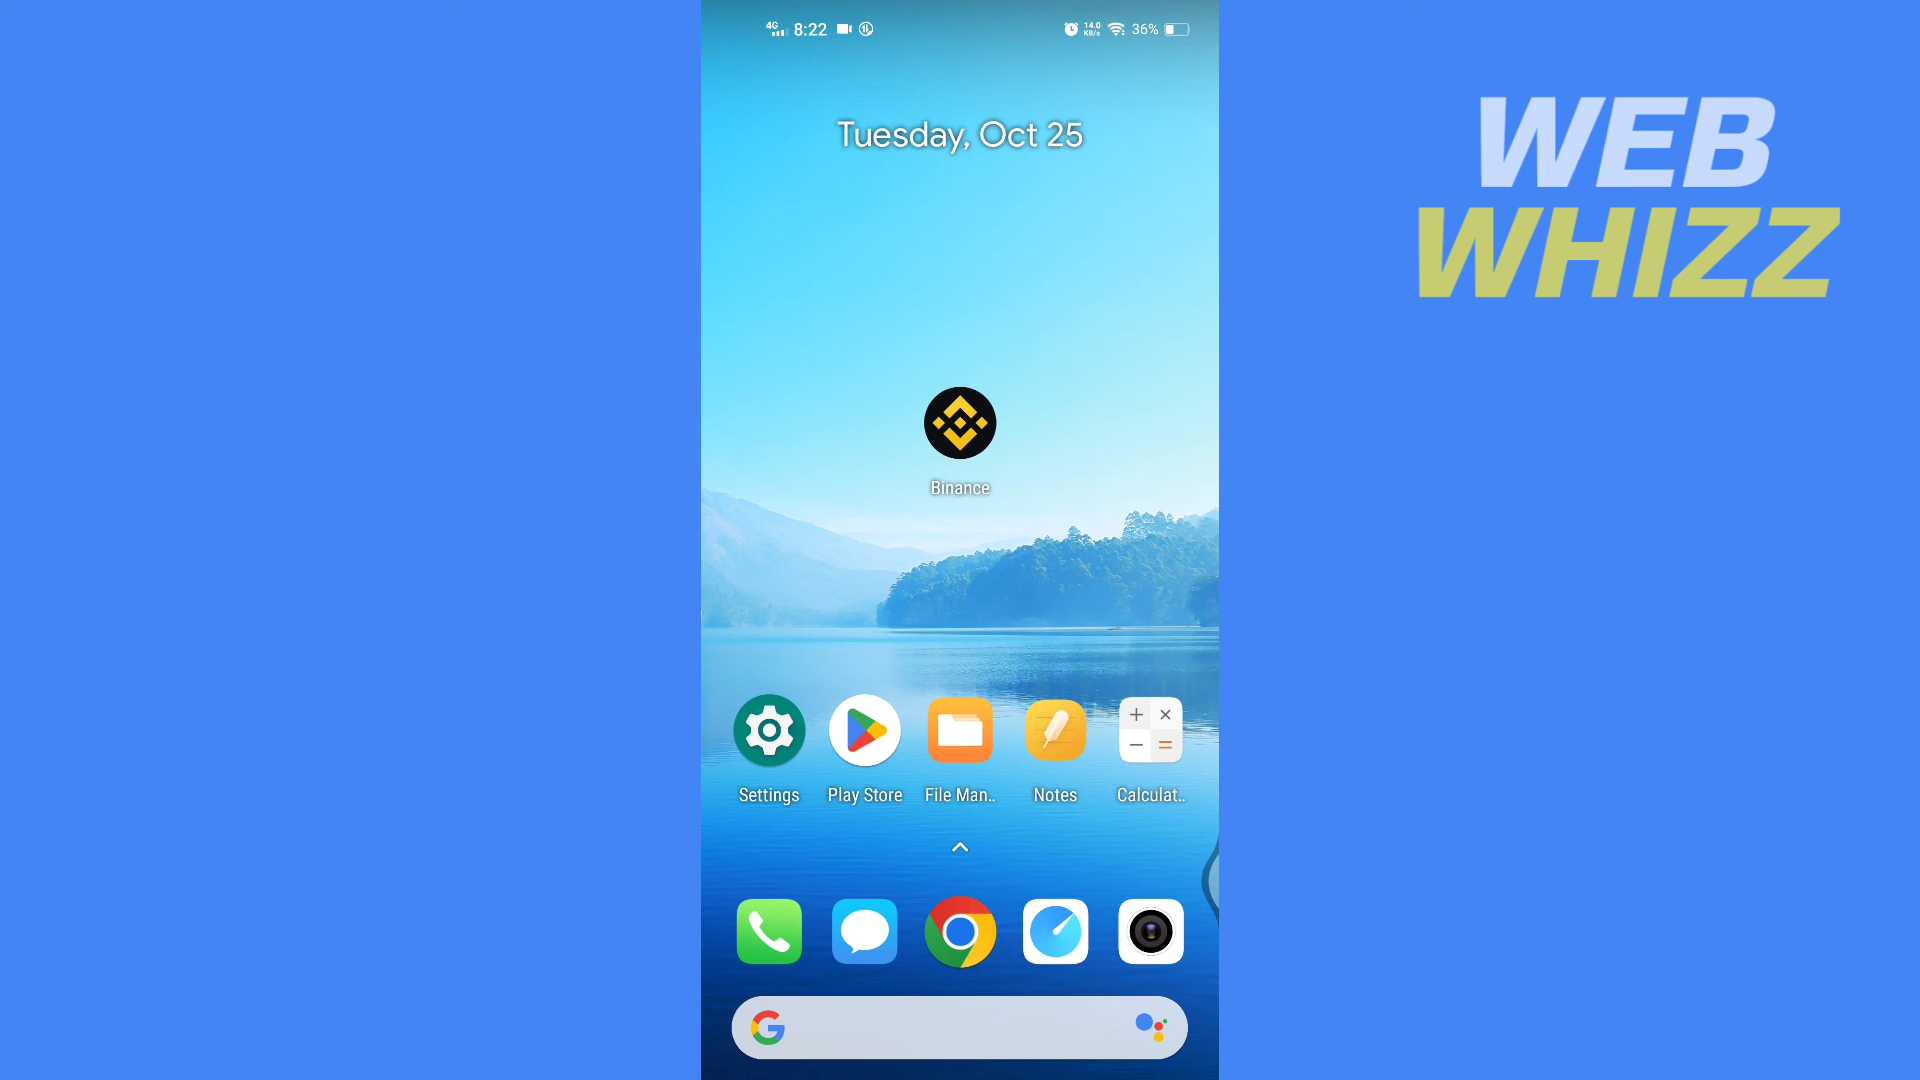 4G 8:22 14.0 KB/s 36%
Tuesday, Oct 25
WEB
WHIZZ
Binance
Settings Play Store File Man.. Notes Calculat..